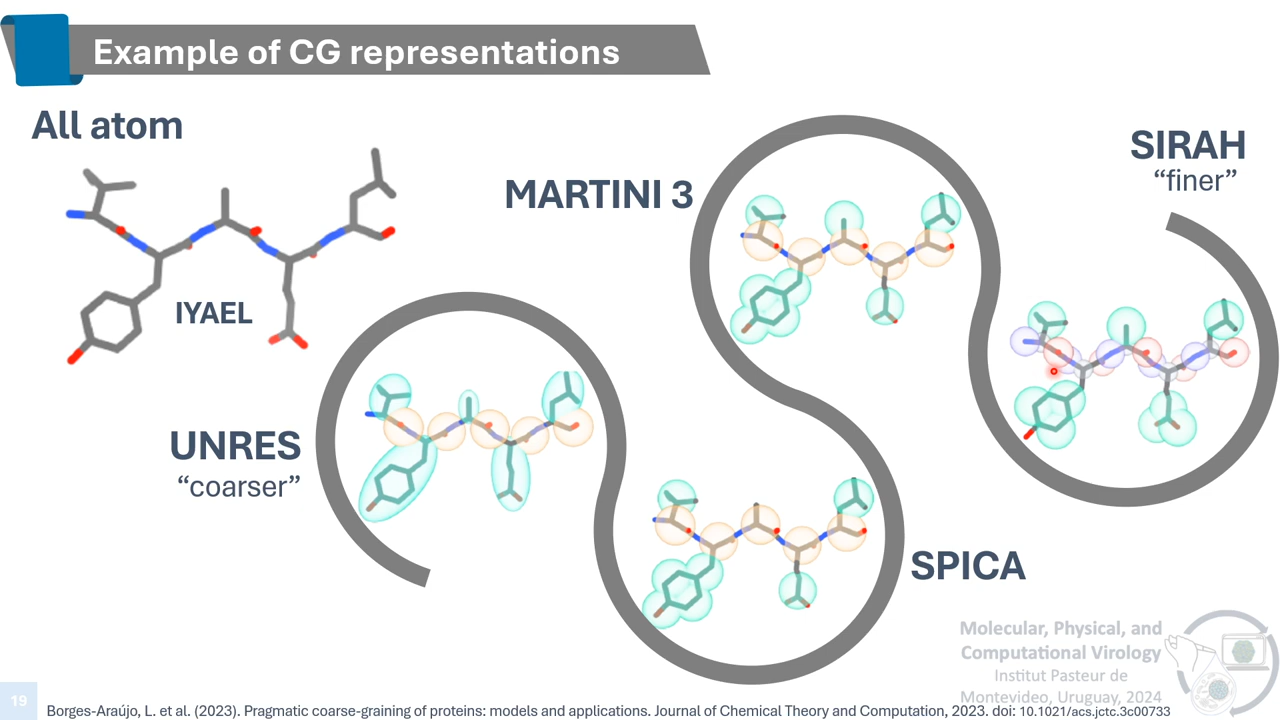 Example of CG representations
All atom
IYAEL
MARTINI 3
SIRAH
“finer”
UNRES
“coarser”
SPICA
Molecular, Physical, and
Computational Virology
Institut Pasteur de
Montevideo, Uruguay, 2024
19
Borges-Araújo, L. et al. (2023). Pragmatic coarse-graining of proteins: models and applications. Journal of Chemical Theory and Computation, 2023. doi: 10.1021/acs.jctc.3c00733